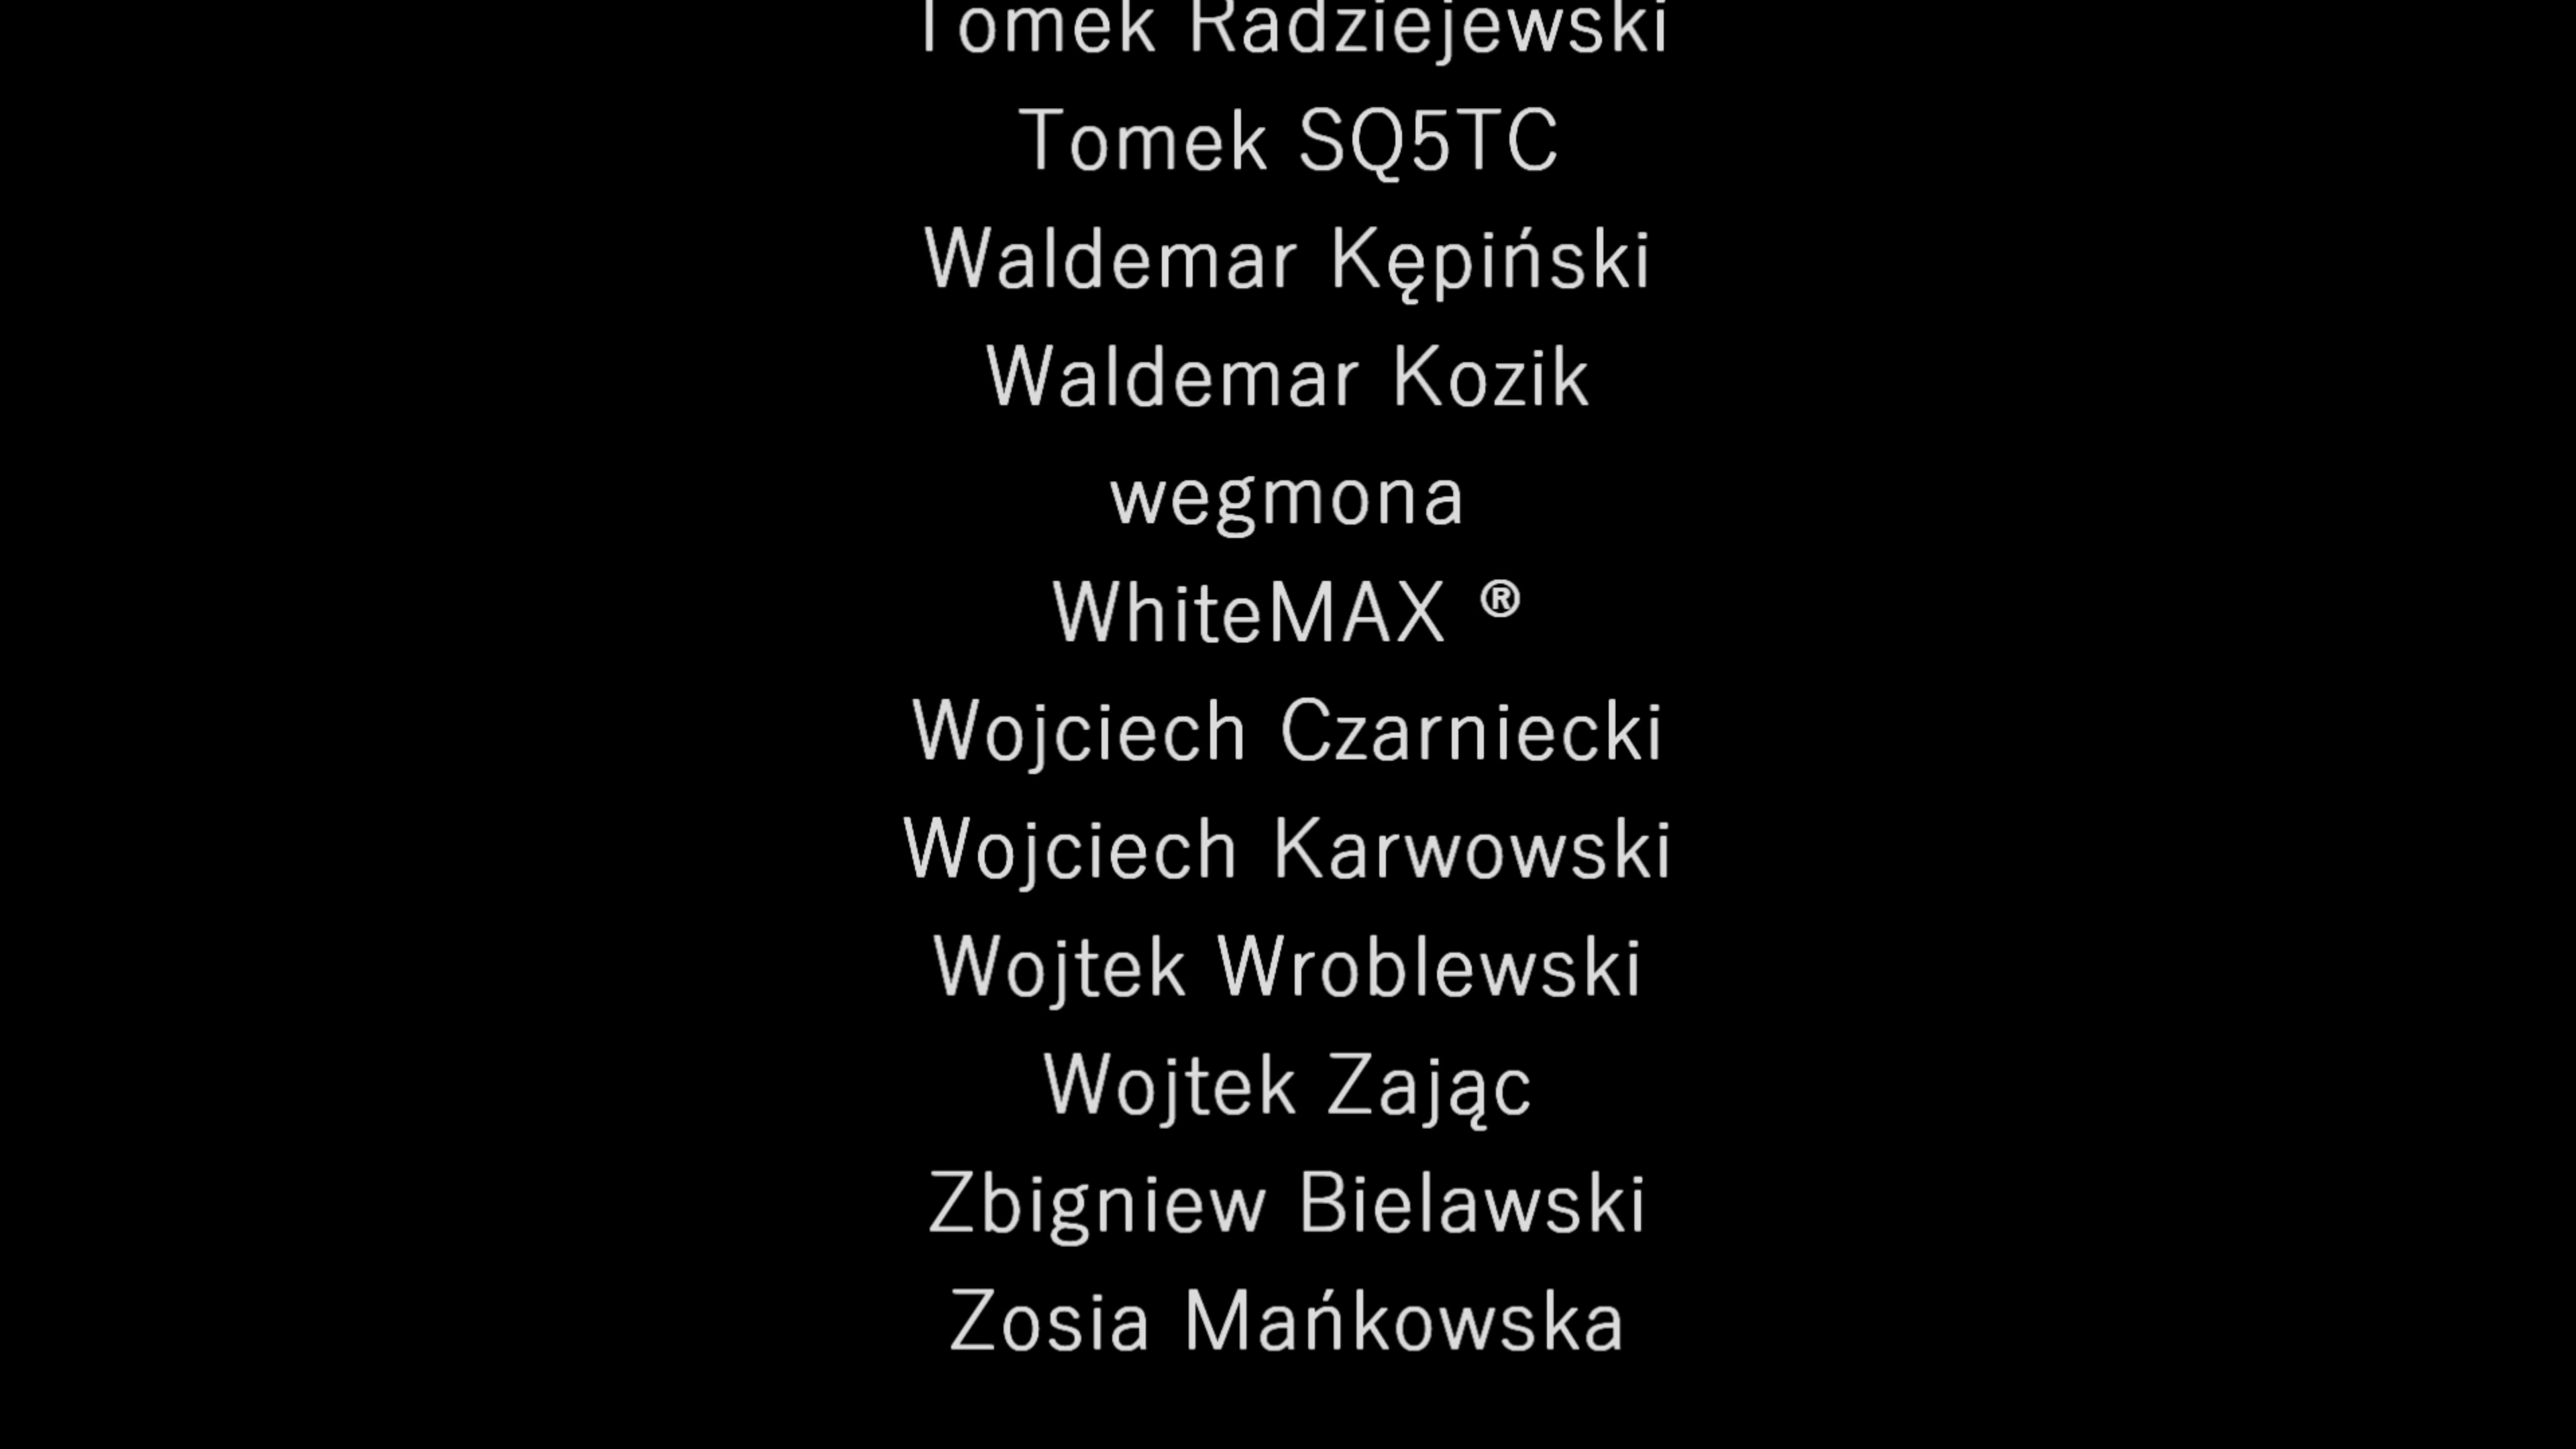 Tomek Radziejewski
Tomek SQ5TC
Waldemar Kępiński
Waldemar Kozik
wegmona
WhiteMAX ®
Wojciech Czarniecki
Wojciech Karwowski
Wojtek Wroblewski
Wojtek Zając
Zbigniew Bielawski
Zosia Mańkowska